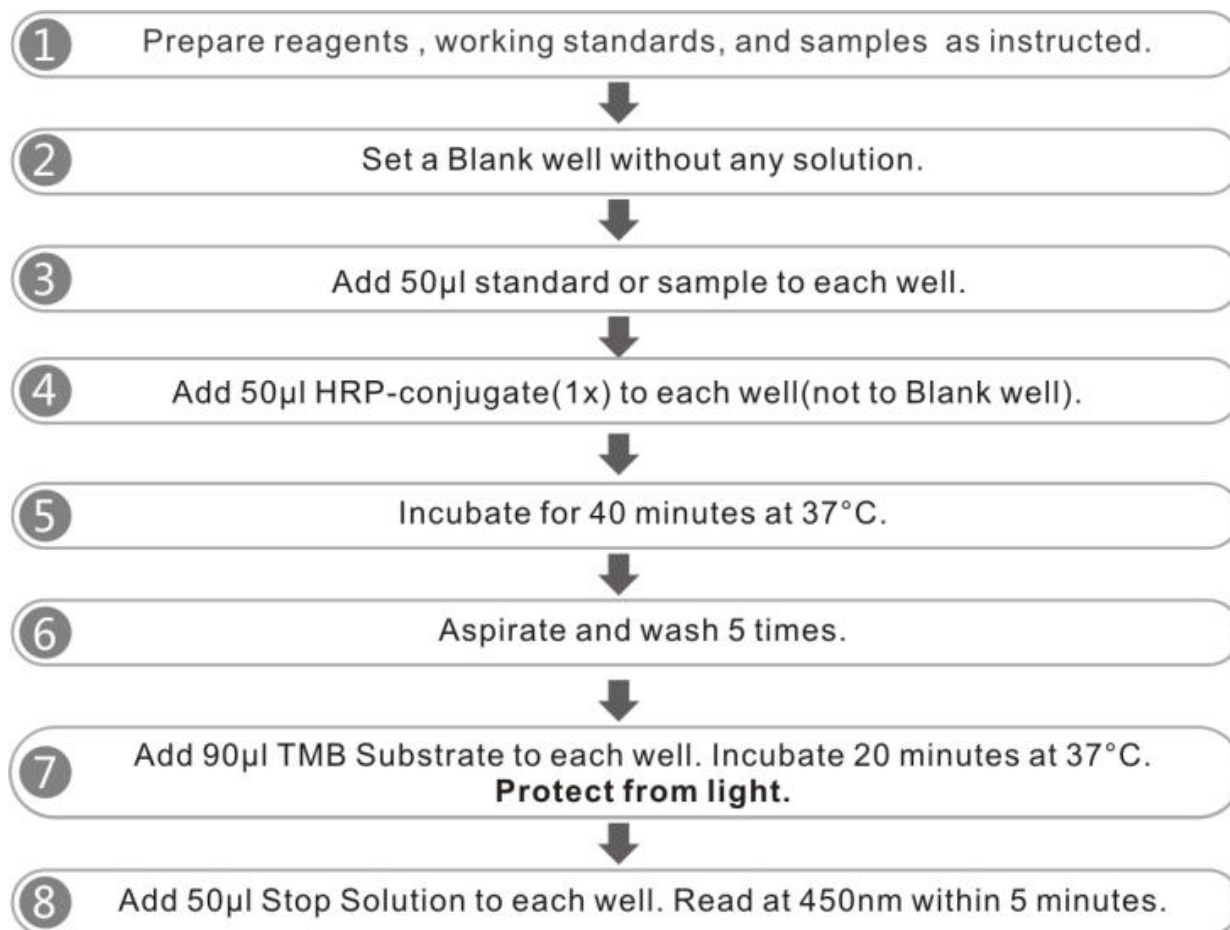 1 Prepare reagents , working standards, and samples as instructed.
2 Set a Blank well without any solution.
3 Add 50µl standard or sample to each well.
4 Add 50µl HRP-conjugate(1x) to each well(not to Blank well).
5 Incubate for 40 minutes at 37°C.
6 Aspirate and wash 5 times.
7 Add 90µl TMB Substrate to each well. Incubate 20 minutes at 37°C.
Protect from light.
8 Add 50µl Stop Solution to each well. Read at 450nm within 5 minutes.